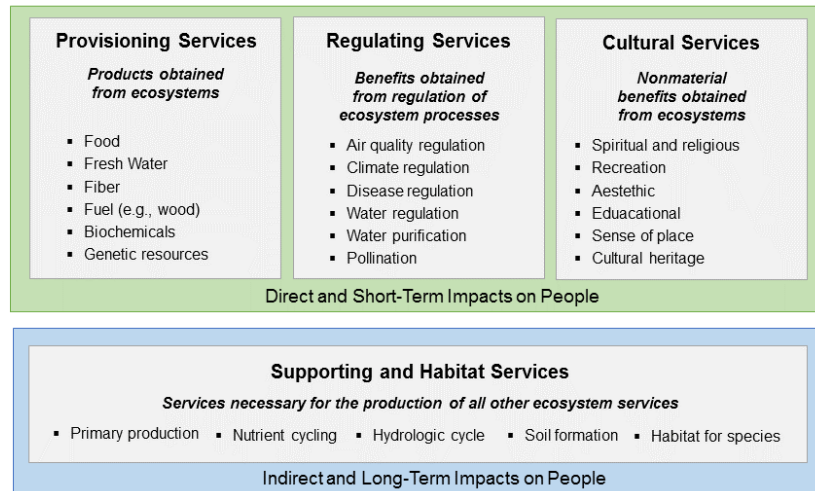 Provisioning Services
Products obtained
from ecosystems
▪ Food
▪ Fresh Water
▪ Fiber
▪ Fuel (e.g., wood)
▪ Biochemicals
▪ Genetic resources
Regulating Services
Benefits obtained
from regulation of
ecosystem processes
▪ Air quality regulation
▪ Climate regulation
▪ Disease regulation
▪ Water regulation
▪ Water purification
▪ Pollination
Cultural Services
Nonmaterial
benefits obtained
from ecosystems
▪ Spiritual and religious
▪ Recreation
▪ Aestethic
▪ Eduacational
▪ Sense of place
▪ Cultural heritage
Direct and Short-Term Impacts on People
Supporting and Habitat Services
Services necessary for the production of all other ecosystem services
▪ Primary production ▪ Nutrient cycling ▪ Hydrologic cycle ▪ Soil formation ▪ Habitat for species
Indirect and Long-Term Impacts on People